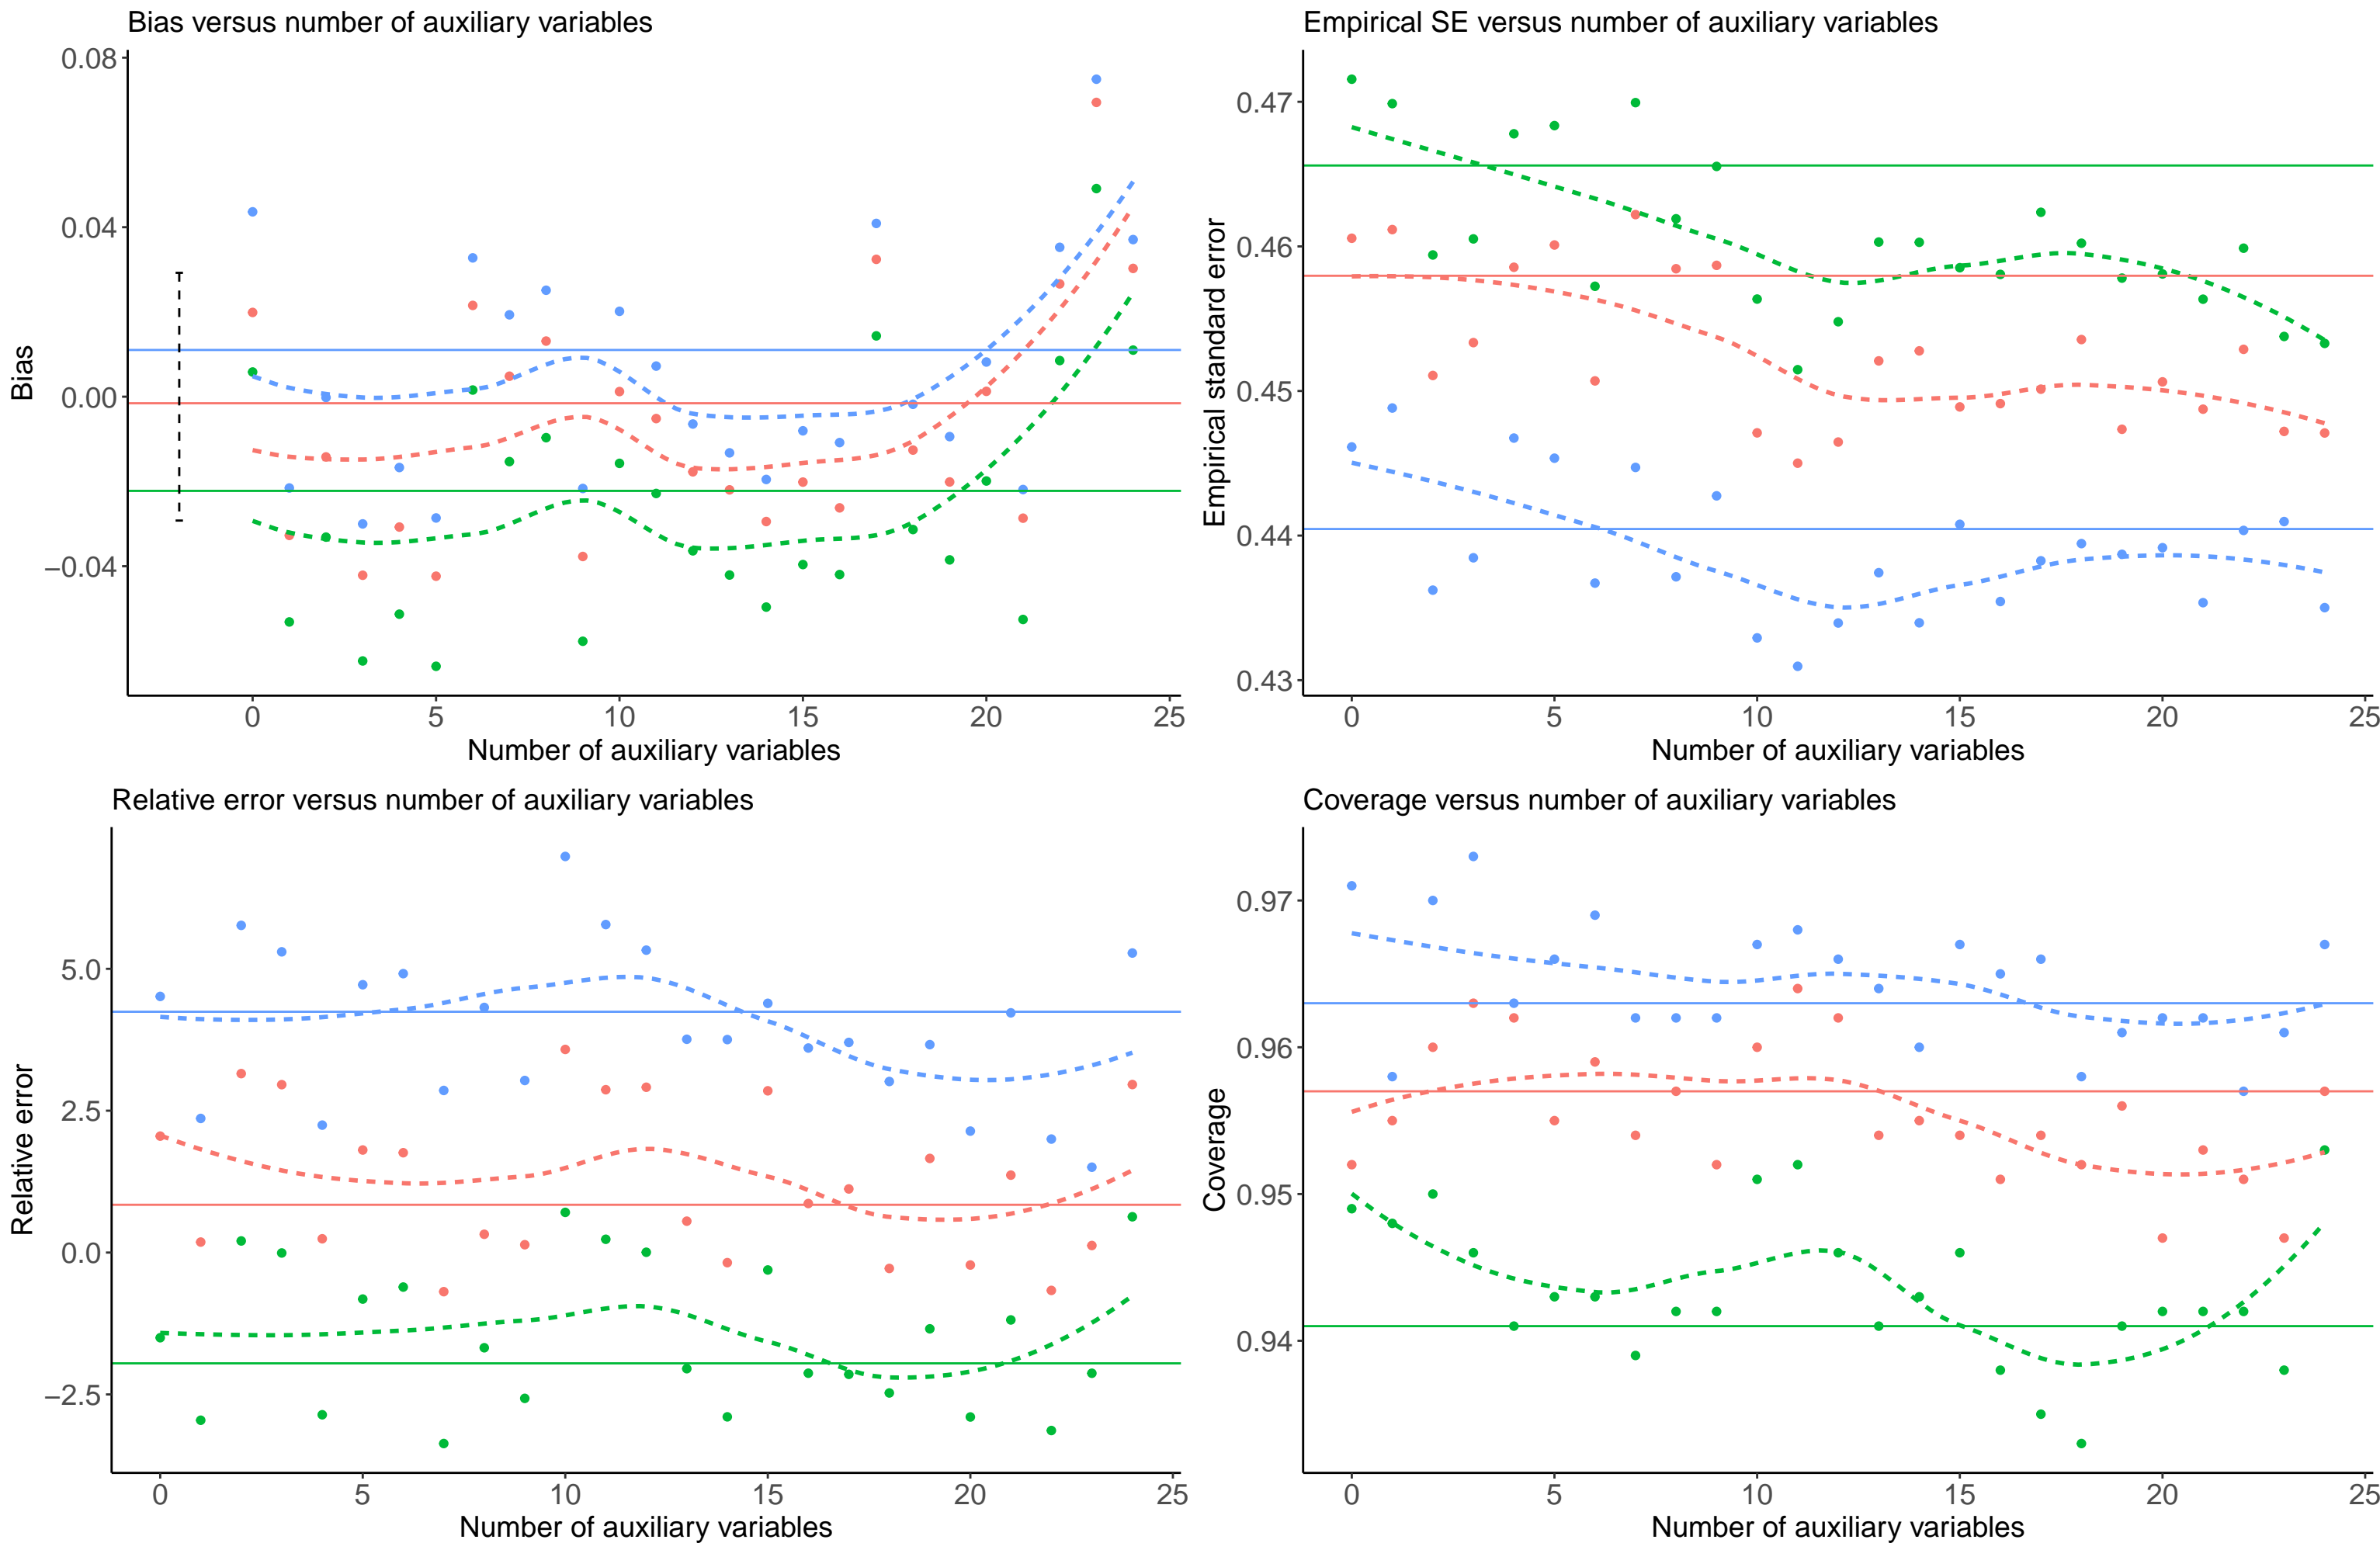 Bias versus number of auxiliary variables
0.08
0.04
0.00
−0.04
Bias
0 5 10 15 20 25
Number of auxiliary variables
Empirical SE versus number of auxiliary variables
0.47
0.46
0.45
0.44
0.43
Empirical standard error
0 5 10 15 20 25
Number of auxiliary variables
Relative error versus number of auxiliary variables
5.0
2.5
0.0
−2.5
Relative error
0 5 10 15 20 25
Number of auxiliary variables
Coverage versus number of auxiliary variables
0.97
0.96
0.95
0.94
Coverage
0 5 10 15 20 25
Number of auxiliary variables